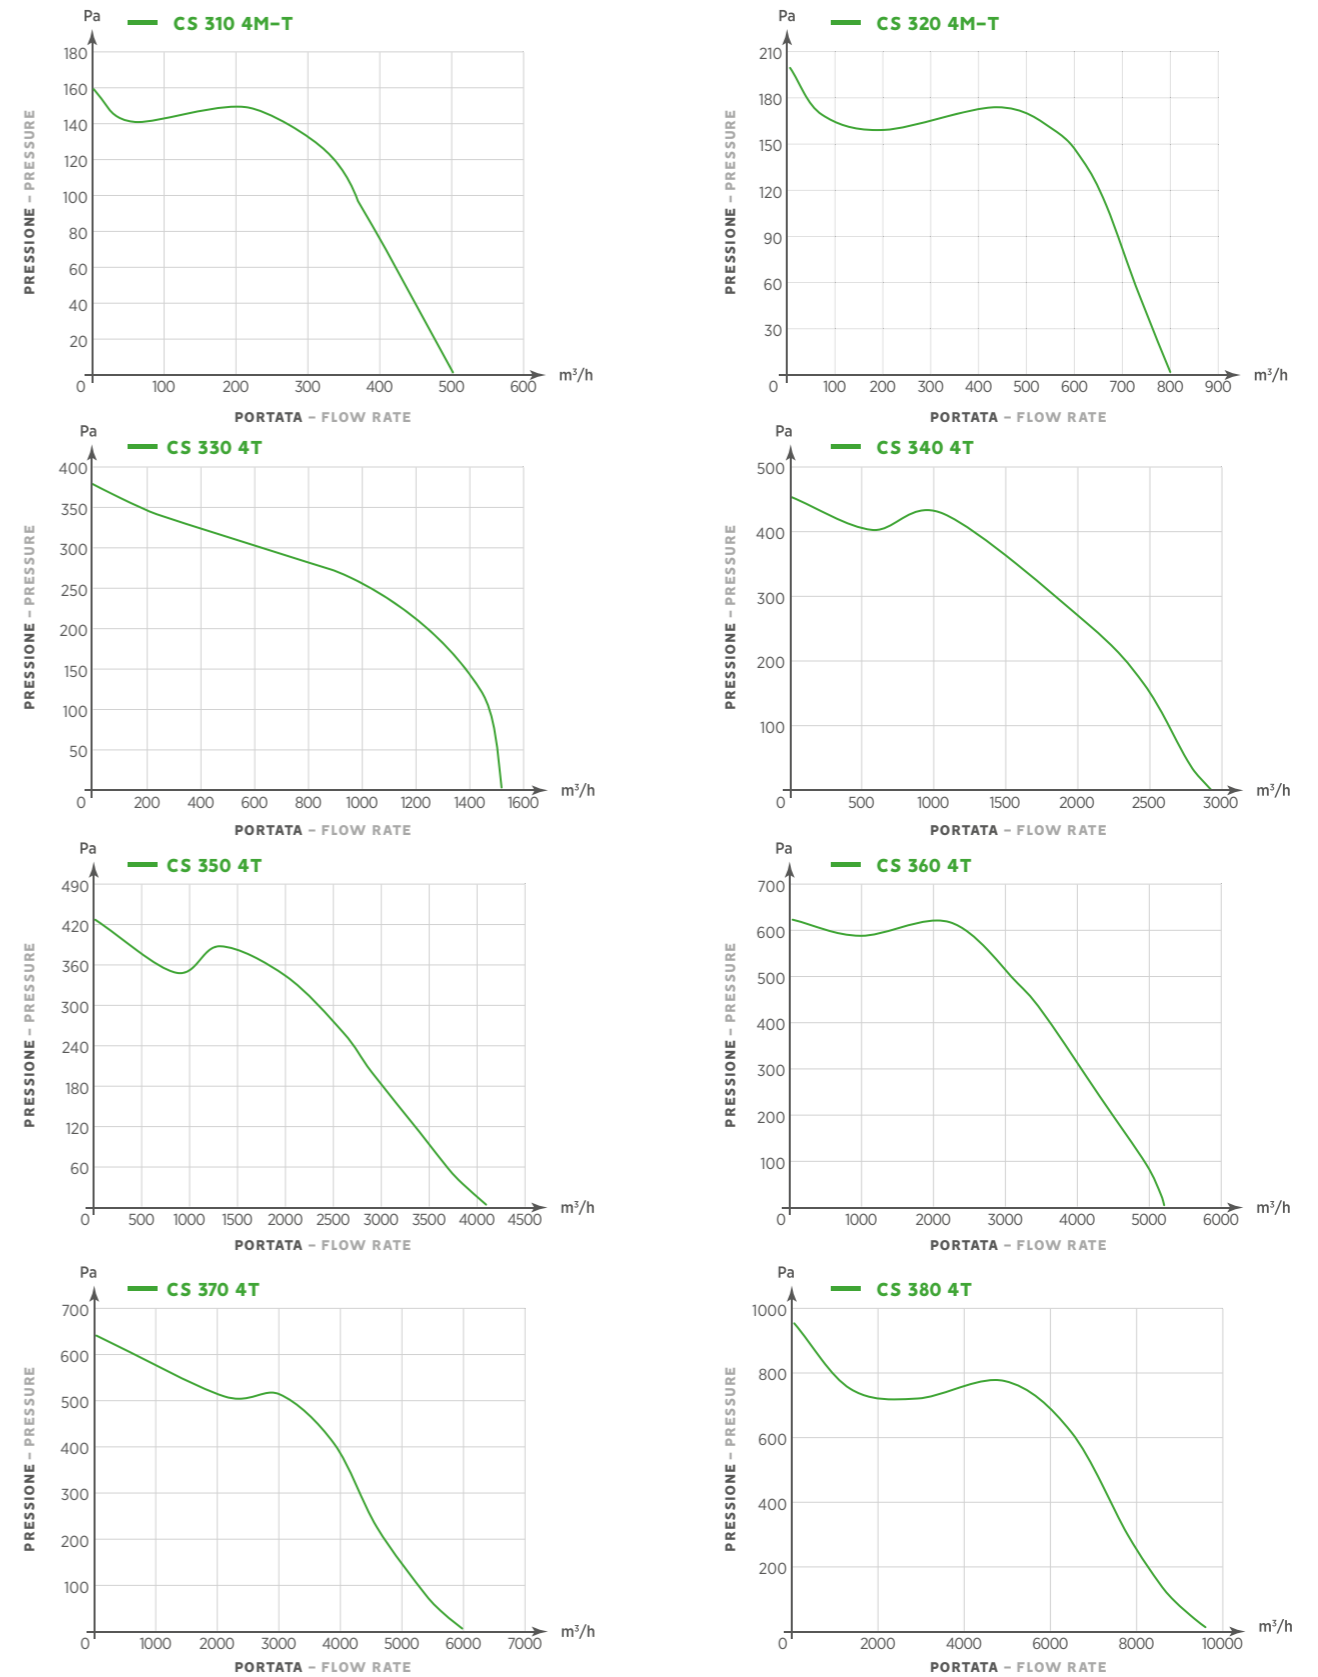 Pa
CS 310 4M-T
180
160
140
120
100
80
60
40
20
0 100 200 300 400 500 600 m³/h
PRESSIONE – PRESSURE
PORTATA – FLOW RATE
Pa
CS 320 4M-T
210
180
150
120
90
60
30
0 100 200 300 400 500 600 700 800 900 m³/h
PRESSIONE – PRESSURE
PORTATA – FLOW RATE
Pa
CS 330 4T
400
350
300
250
200
150
100
50
0 200 400 600 800 1000 1200 1400 1600 m³/h
PRESSIONE – PRESSURE
PORTATA – FLOW RATE
Pa
CS 340 4T
500
400
300
200
100
0 500 1000 1500 2000 2500 3000 m³/h
PRESSIONE – PRESSURE
PORTATA – FLOW RATE
Pa
CS 350 4T
490
420
360
300
240
180
120
60
0 500 1000 1500 2000 2500 3000 3500 4000 4500 m³/h
PRESSIONE – PRESSURE
PORTATA – FLOW RATE
Pa
CS 360 4T
700
600
500
400
300
200
100
0 1000 2000 3000 4000 5000 6000 m³/h
PRESSIONE – PRESSURE
PORTATA – FLOW RATE
Pa
CS 370 4T
700
600
500
400
300
200
100
0 1000 2000 3000 4000 5000 6000 7000 m³/h
PRESSIONE – PRESSURE
PORTATA – FLOW RATE
Pa
CS 380 4T
1000
800
600
400
200
0 2000 4000 6000 8000 10000 m³/h
PRESSIONE – PRESSURE
PORTATA – FLOW RATE